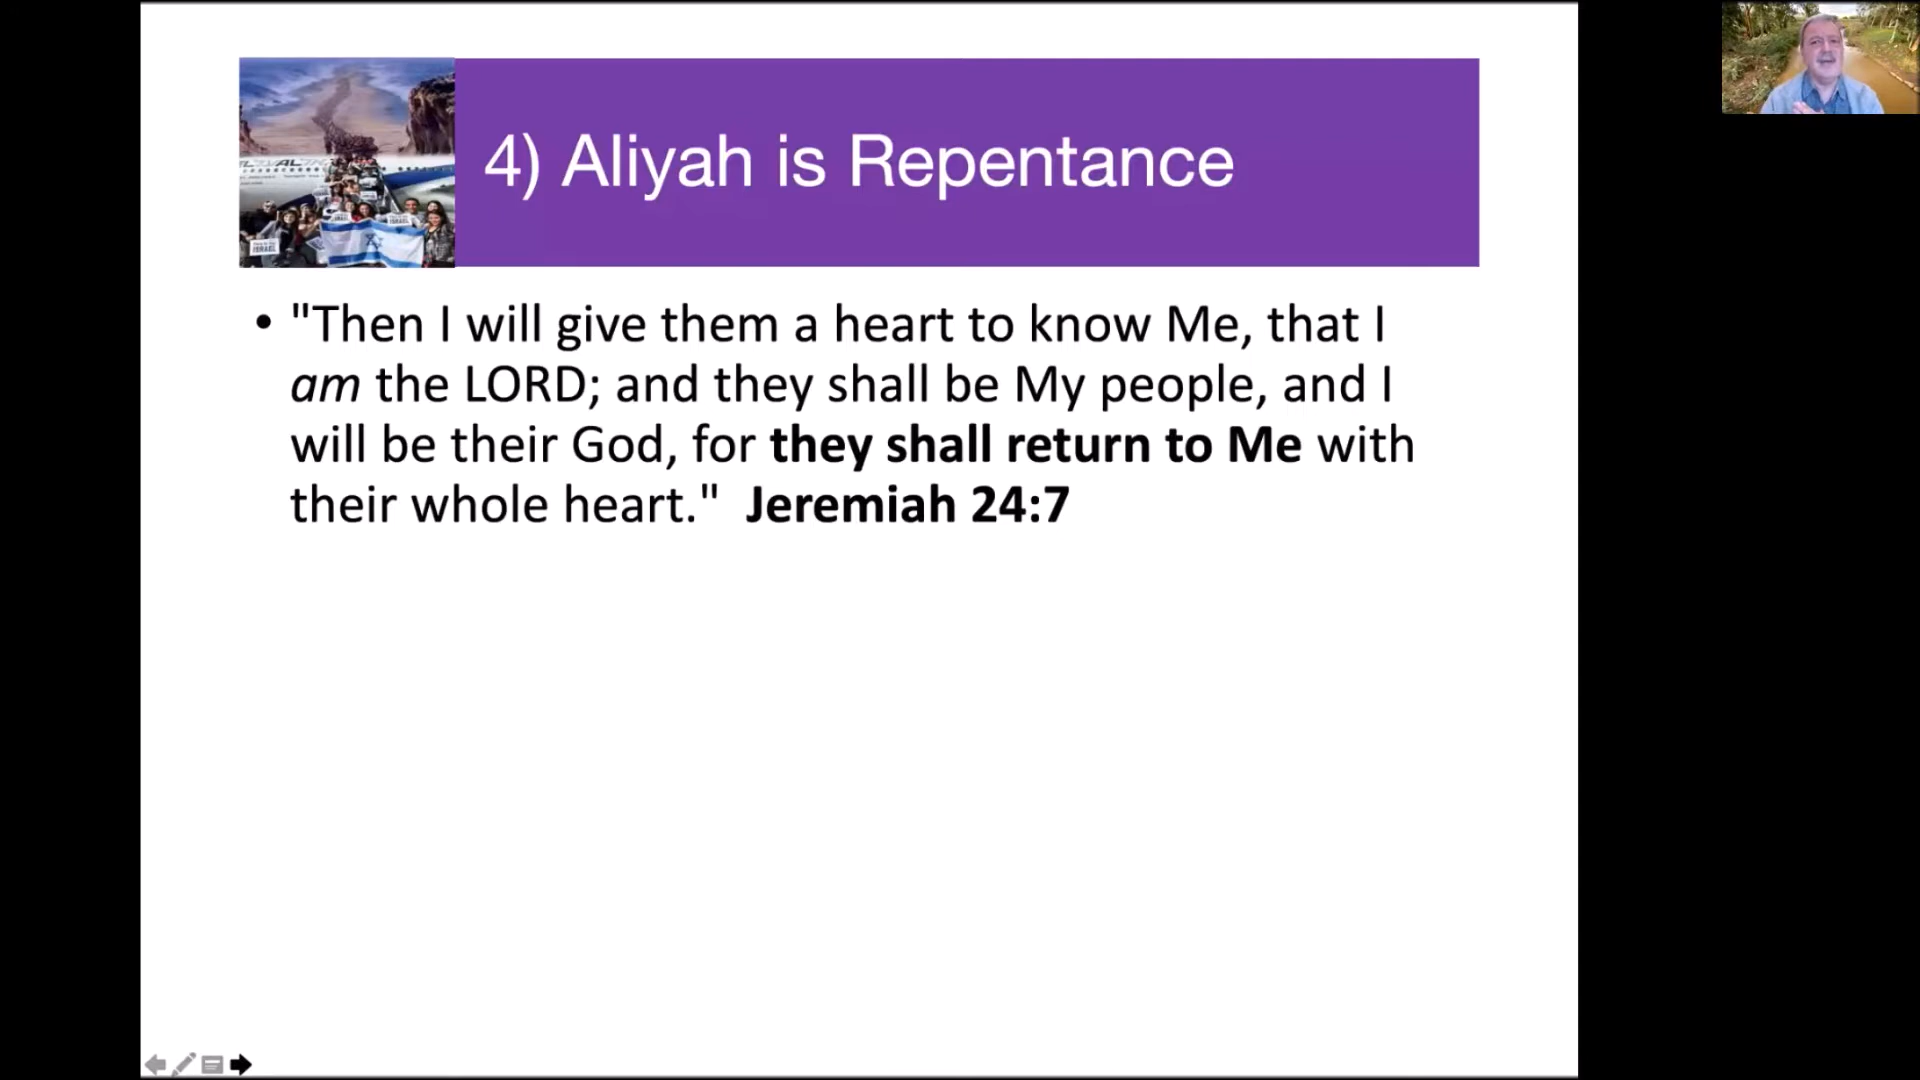 4) Aliyah is Repentance
• "Then I will give them a heart to know Me, that I
am the LORD; and they shall be My people, and I
will be their God, for they shall return to Me with
their whole heart."  Jeremiah 24:7
ISRAEL